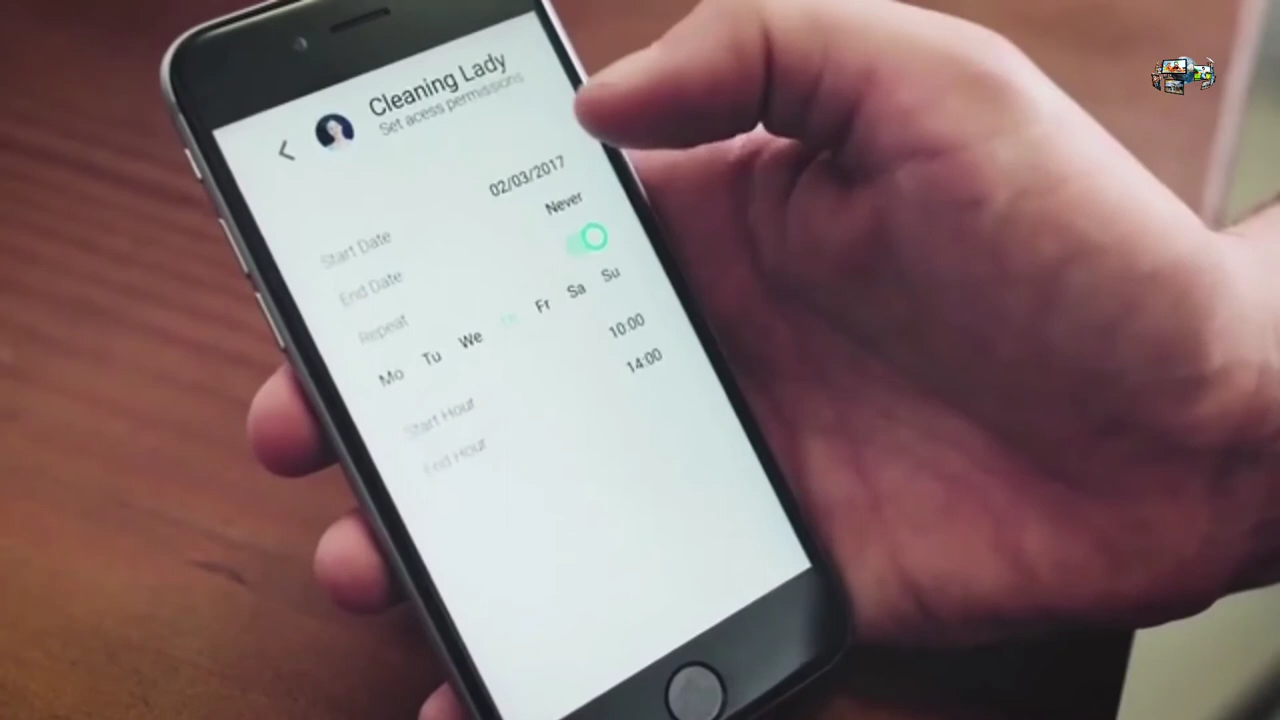 Cleaning Lady
Set acess permissions
Start Date 02/03/2017
End Date Never
Repeat
Mo Tu We Th Fr Sa Su
Start Hour 10:00
End Hour 14:00